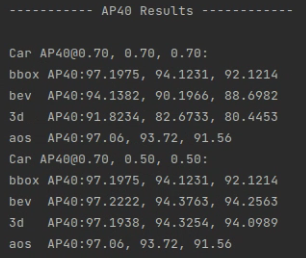 ----------- AP40 Results ------------
Car AP40@0.70, 0.70, 0.70:
bbox AP40:97.1975, 94.1231, 92.1214
bev  AP40:94.1382, 90.1966, 88.6982
3d   AP40:91.8234, 82.6733, 80.4453
aos  AP40:97.06, 93.72, 91.56
Car AP40@0.70, 0.50, 0.50:
bbox AP40:97.1975, 94.1231, 92.1214
bev  AP40:97.2222, 94.3763, 94.2563
3d   AP40:97.1938, 94.3254, 94.0989
aos  AP40:97.06, 93.72, 91.56